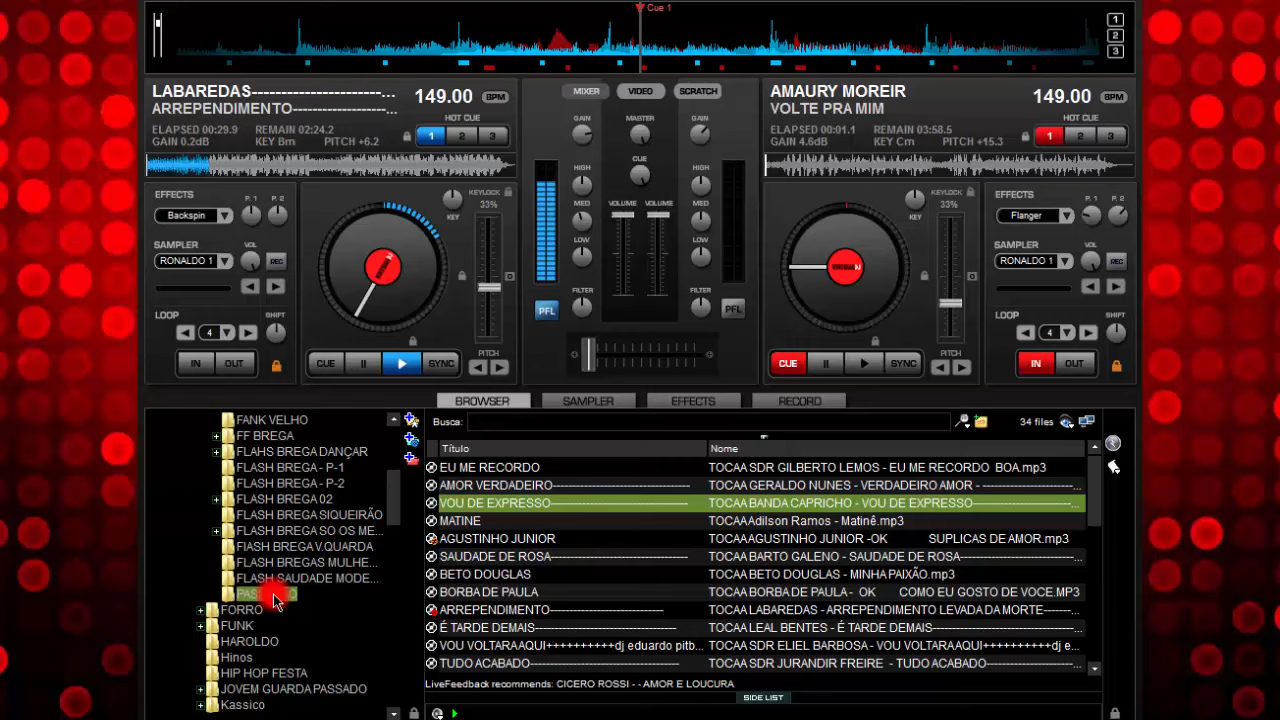 Cue 1
1
2
3
LABAREDAS------------------------...
ARREPENDIMENTO----------------...
149.00 BPM
ELAPSED 00:29.9 REMAIN 02:24.2
GAIN 0.2dB KEY Bm PITCH +6.2
HOT CUE
1 2 3
MIXER VIDEO SCRATCH
GAIN MASTER GAIN
CUE
HIGH HIGH
MED VOLUME VOLUME MED
LOW LOW
FILTER FILTER
PFL PFL
AMAURY MOREIR
VOLTE PRA MIM
149.00 BPM
ELAPSED 00:01.1 REMAIN 03:58.5
GAIN 4.6dB KEY Cm PITCH +15.3
HOT CUE
1 2 3
EFFECTS P. 1 P. 2
Backspin
SAMPLER VOL
RONALDO 1 REC
LOOP SHIFT
4
IN OUT
KEYLOCK
33%
KEY
CUE II SYNC
PITCH
KEYLOCK
33%
KEY
CUE II SYNC
PITCH
EFFECTS P. 1 P. 2
Flanger
SAMPLER VOL
RONALDO 1 REC
LOOP SHIFT
4
IN OUT
BROWSER SAMPLER EFFECTS RECORD
FANK VELHO
FF BREGA
FLAHS BREGA DANÇAR
FLASH BREGA - P-1
FLASH BREGA - P-2
FLASH BREGA 02
FLASH BREGA SIQUEIRÃO
FLASH BREGA SO OS ME...
FlASH BREGA V.QUARDA
FLASH BREGAS MULHE...
FLASH SAUDADE MODE...
FORRO
FUNK
HAROLDO
Hinos
HIP HOP FESTA
JOVEM GUARDA PASSADO
Kassico
Busca: 34 files
Título Nome
EU ME RECORDO TOCAA SDR GILBERTO LEMOS - EU ME RECORDO BOA.mp3
AMOR VERDADEIRO------------------------------- TOCAA GERALDO NUNES - VERDADEIRO AMOR - ---------------------...
VOU DE EXPRESSO------------------------------- TOCAA BANDA CAPRICHO - VOU DE EXPRESSO------------------------...
MATINE TOCAAAdilson Ramos - Matinê.mp3
AGUSTINHO JUNIOR TOCAAAGUSTINHO JUNIOR -OK SUPLICAS DE AMOR.mp3
SAUDADE DE ROSA------------------------------- TOCAA BARTO GALENO - SAUDADE DE ROSA---------------------------...
BETO DOUGLAS TOCAA BETO DOUGLAS - MINHA PAIXÃO.mp3
BORBA DE PAULA TOCAA BORBA DE PAULA - OK COMO EU GOSTO DE VOCE.MP3
ARREPENDIMENTO------------------------------- TOCAA LABAREDAS - ARREPENDIMENTO LEVADA DA MORTE------------...
É TARDE DEMAIS------------------------------- TOCAA LEAL BENTES - É TARDE DEMAIS-------------------------------...
VOU VOLTARAAQUI++++++++++dj eduardo pitb... TOCAA SDR ELIEL BARBOSA - VOU VOLTARAAQUI++++++++++dj e...
TUDO ACABADO------------------------------- TOCAA SDR JURANDIR FREIRE - TUDO ACABADO---------------------...
LiveFeedback recommends: CICERO ROSSI - - AMOR E LOUCURA
SIDE LIST